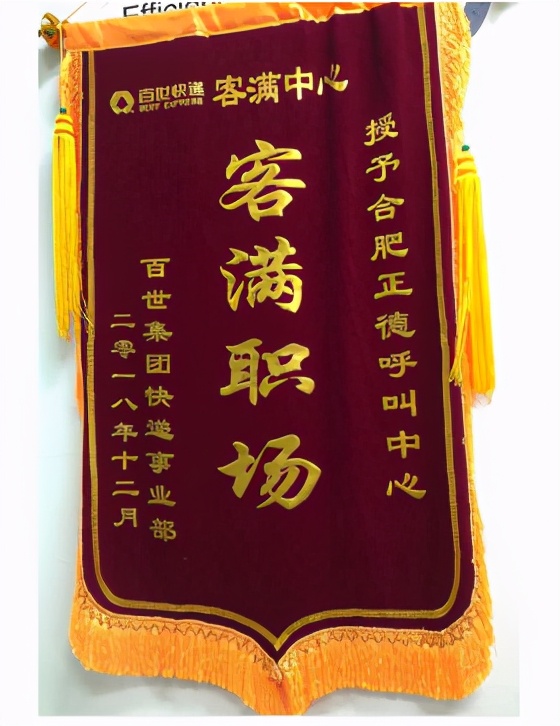 百世快递 客满中心
BEST EXPRESS
授予合肥正德呼叫中心
客满职场
百世集团快递事业部
二零一八年十二月